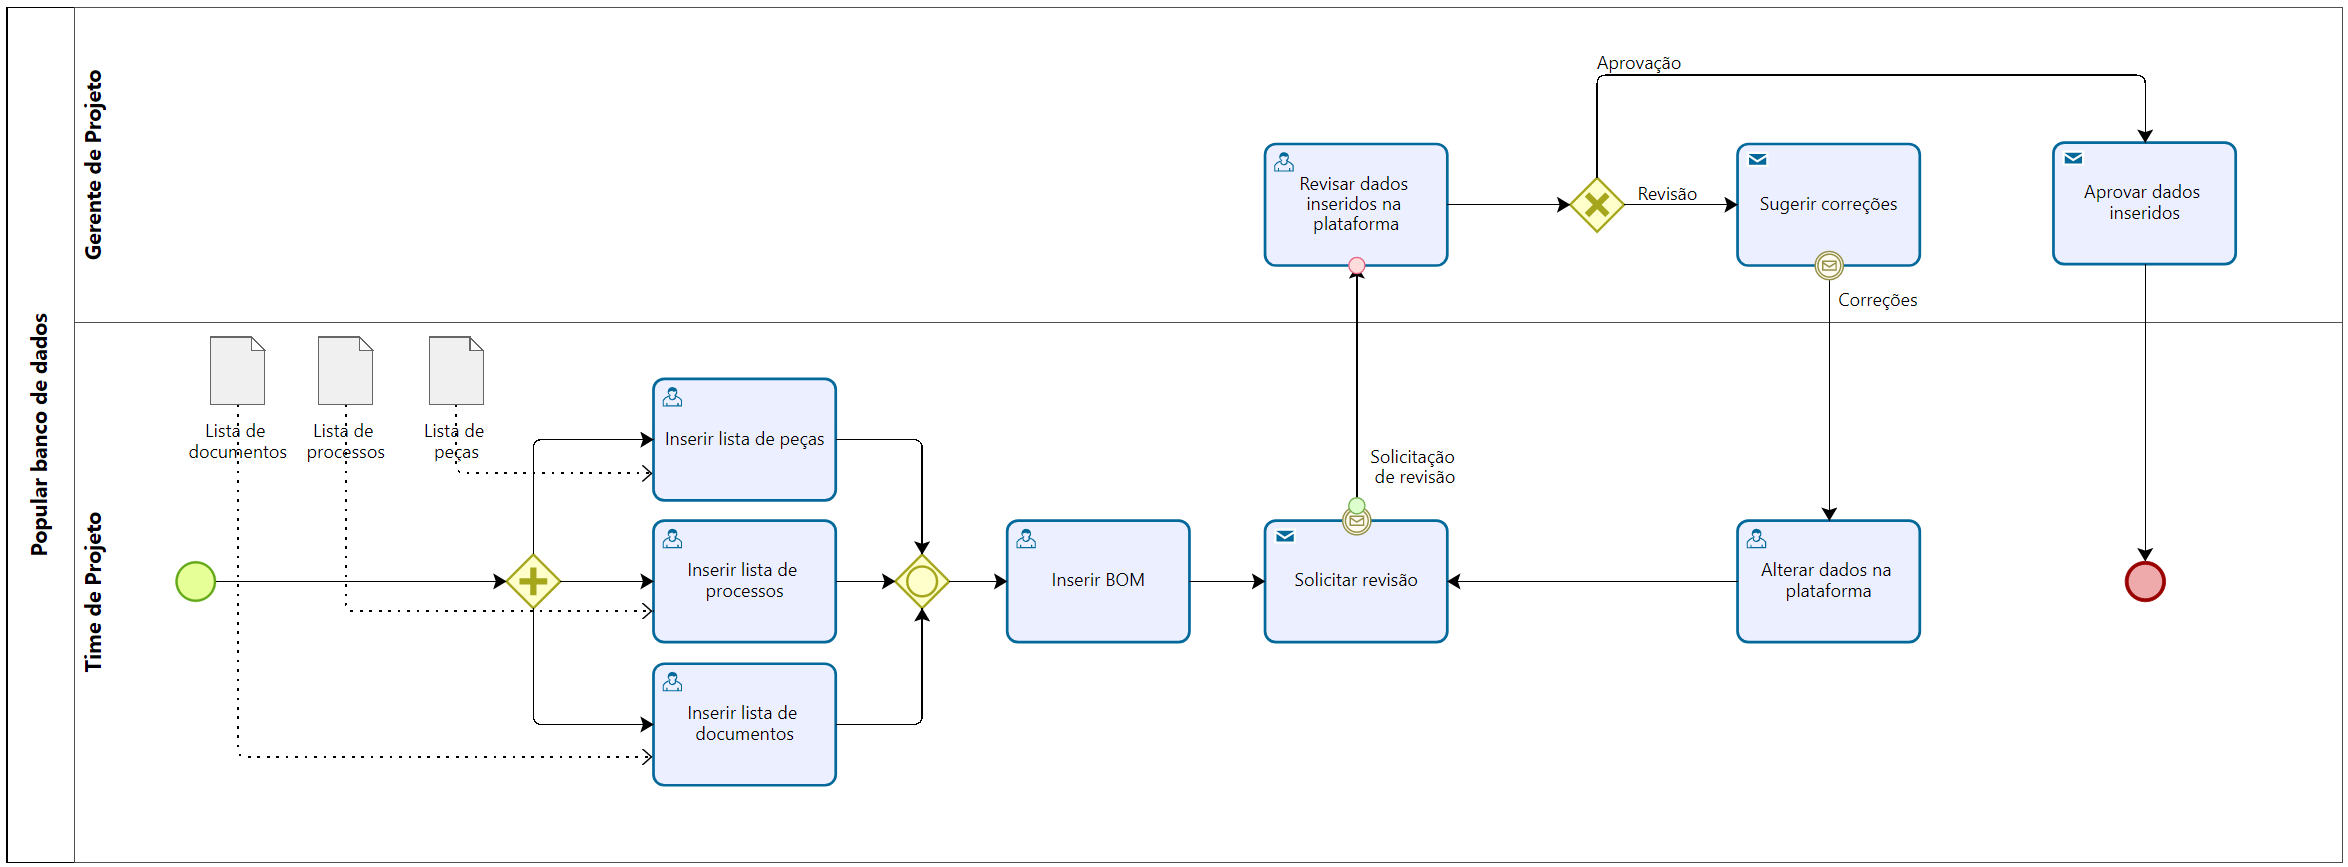 Popular banco de dados
Gerente de Projeto
Aprovação
Revisar dados
inseridos na
plataforma
Revisão
Sugerir correções
Aprovar dados
inseridos
Correções
Time de Projeto
Lista de
documentos
Lista de
processos
Lista de
peças
Inserir lista de peças
Solicitação
de revisão
Inserir lista de
processos
Inserir BOM
Solicitar revisão
Alterar dados na
plataforma
Inserir lista de
documentos